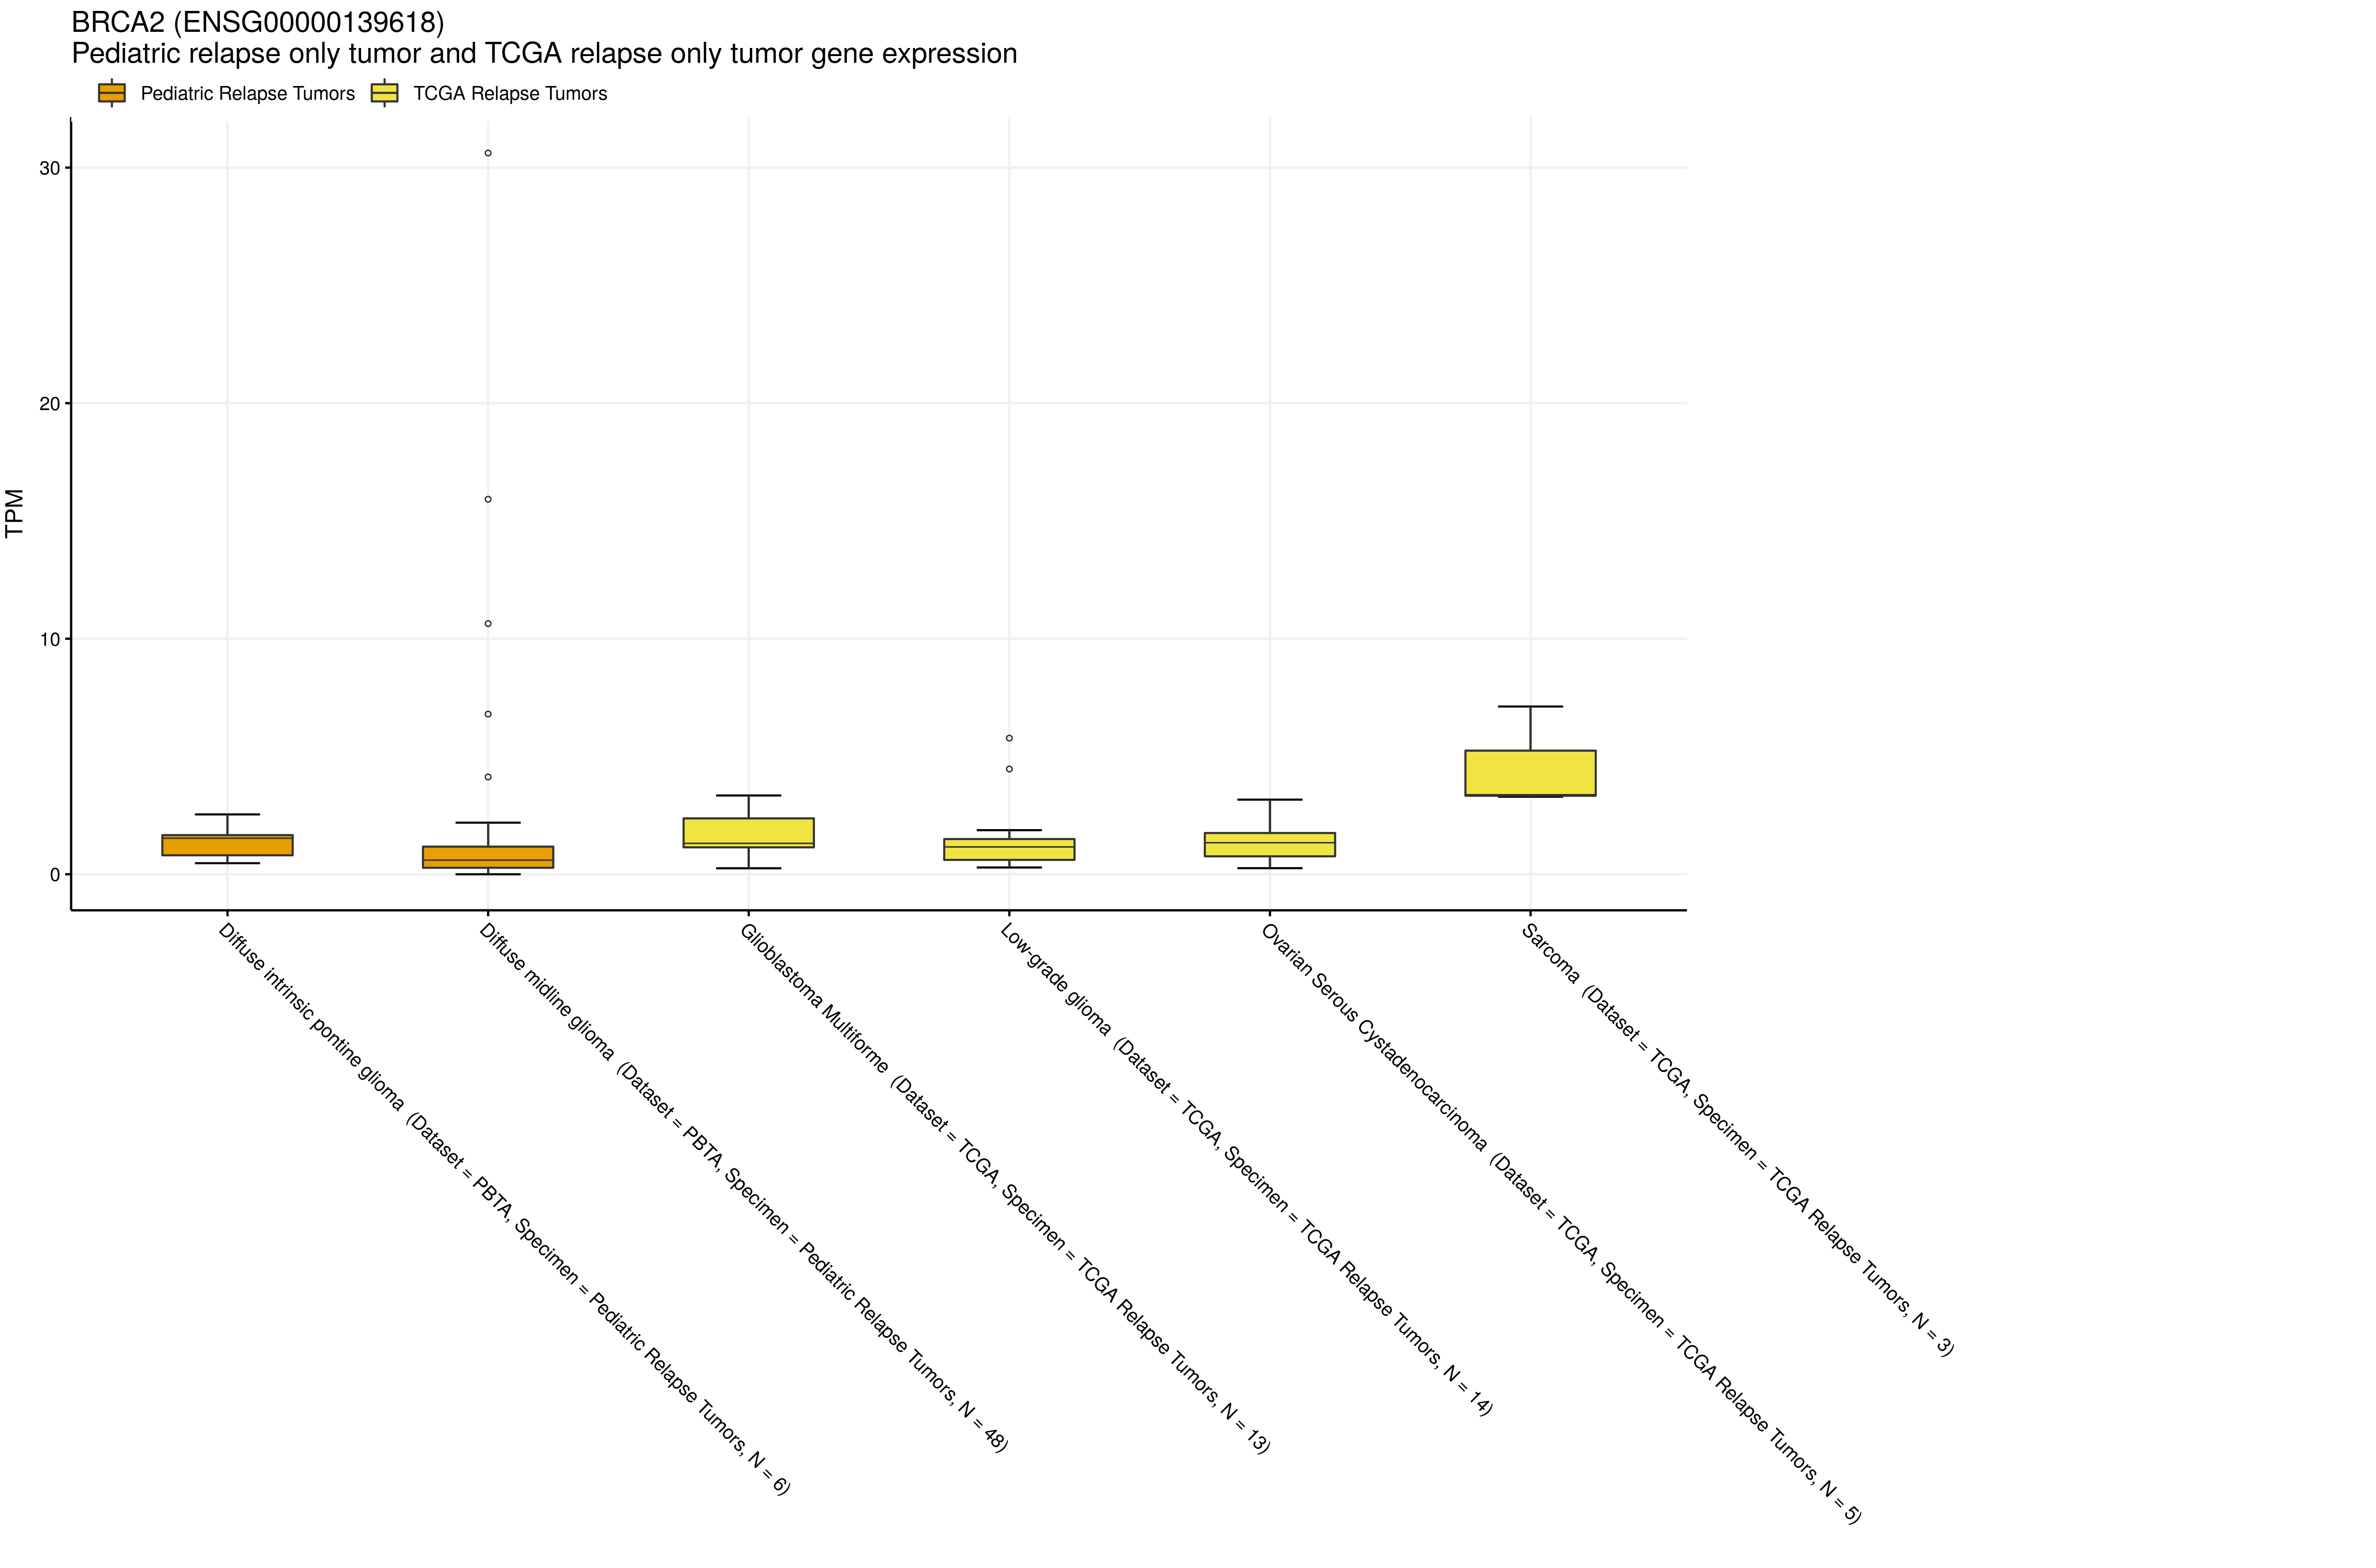 BRCA2 (ENSG00000139618)
Pediatric relapse only tumor and TCGA relapse only tumor gene expression
Pediatric Relapse Tumors
TCGA Relapse Tumors
TPM
30
20
10
0
Diffuse intrinsic pontine glioma (Dataset = PBTA, Specimen = Pediatric Relapse Tumors, N = 6)
Diffuse midline glioma (Dataset = PBTA, Specimen = Pediatric Relapse Tumors, N = 48)
Glioblastoma Multiforme (Dataset = TCGA, Specimen = TCGA Relapse Tumors, N = 13)
Low-grade glioma (Dataset = TCGA, Specimen = TCGA Relapse Tumors, N = 14)
Ovarian Serous Cystadenocarcinoma (Dataset = TCGA, Specimen = TCGA Relapse Tumors, N = 5)
Sarcoma (Dataset = TCGA, Specimen = TCGA Relapse Tumors, N = 3)